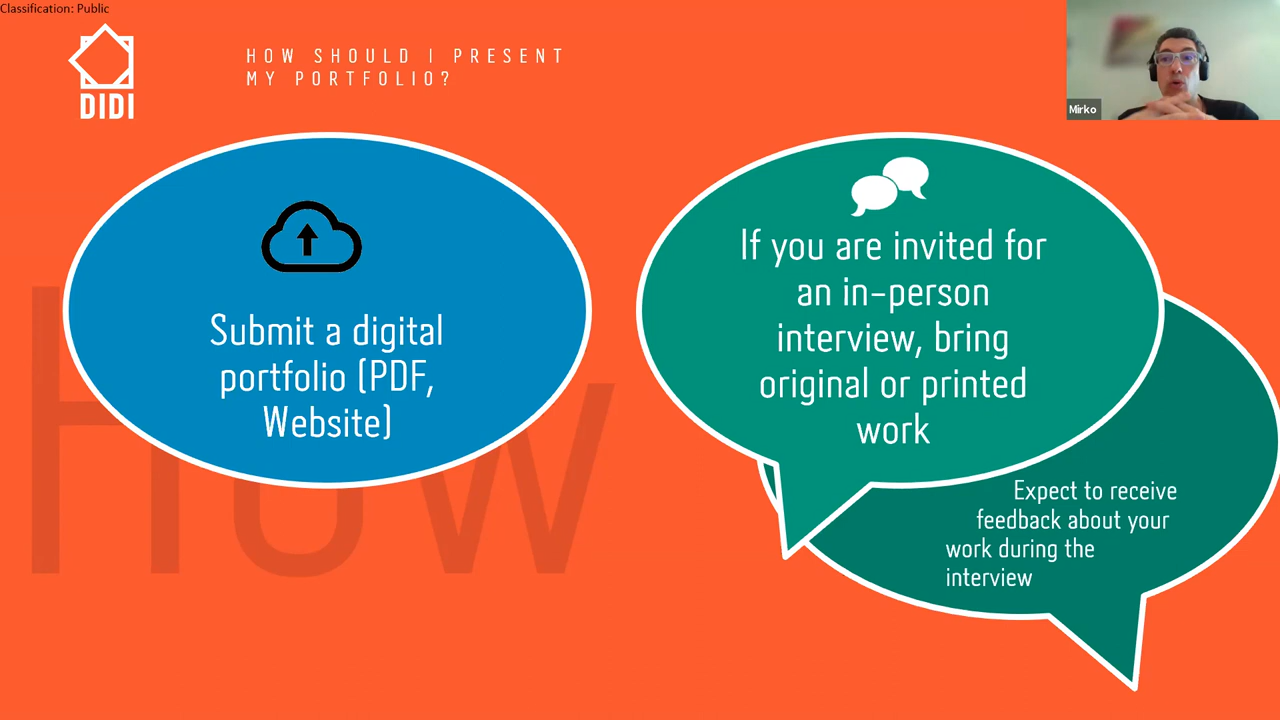 Classification: Public
DIDI
HOW SHOULD I PRESENT
MY PORTFOLIO?
Mirko
How
Submit a digital
portfolio (PDF,
Website)
If you are invited for
an in-person
interview, bring
original or printed
work
Expect to receive
feedback about your
work during the
interview